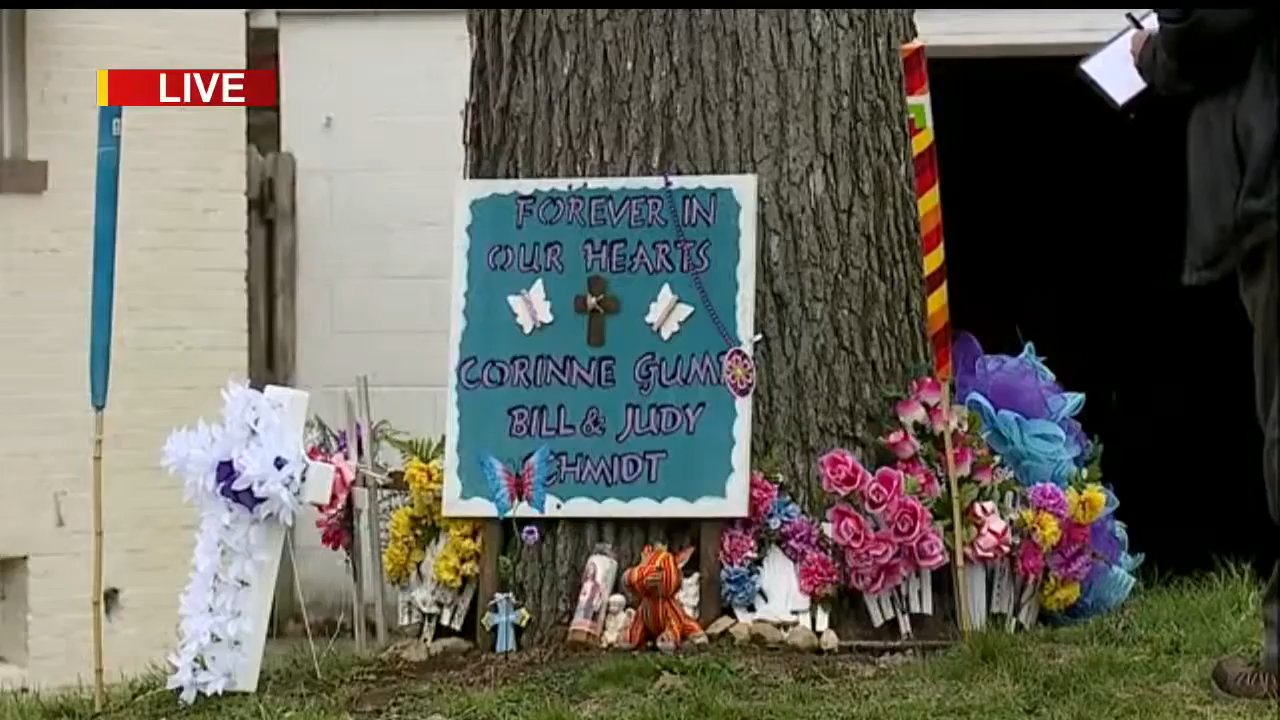 LIVE
FOREVER IN
OUR HEARTS
CORINNE GUMP
BILL & JUDY
SCHMIDT